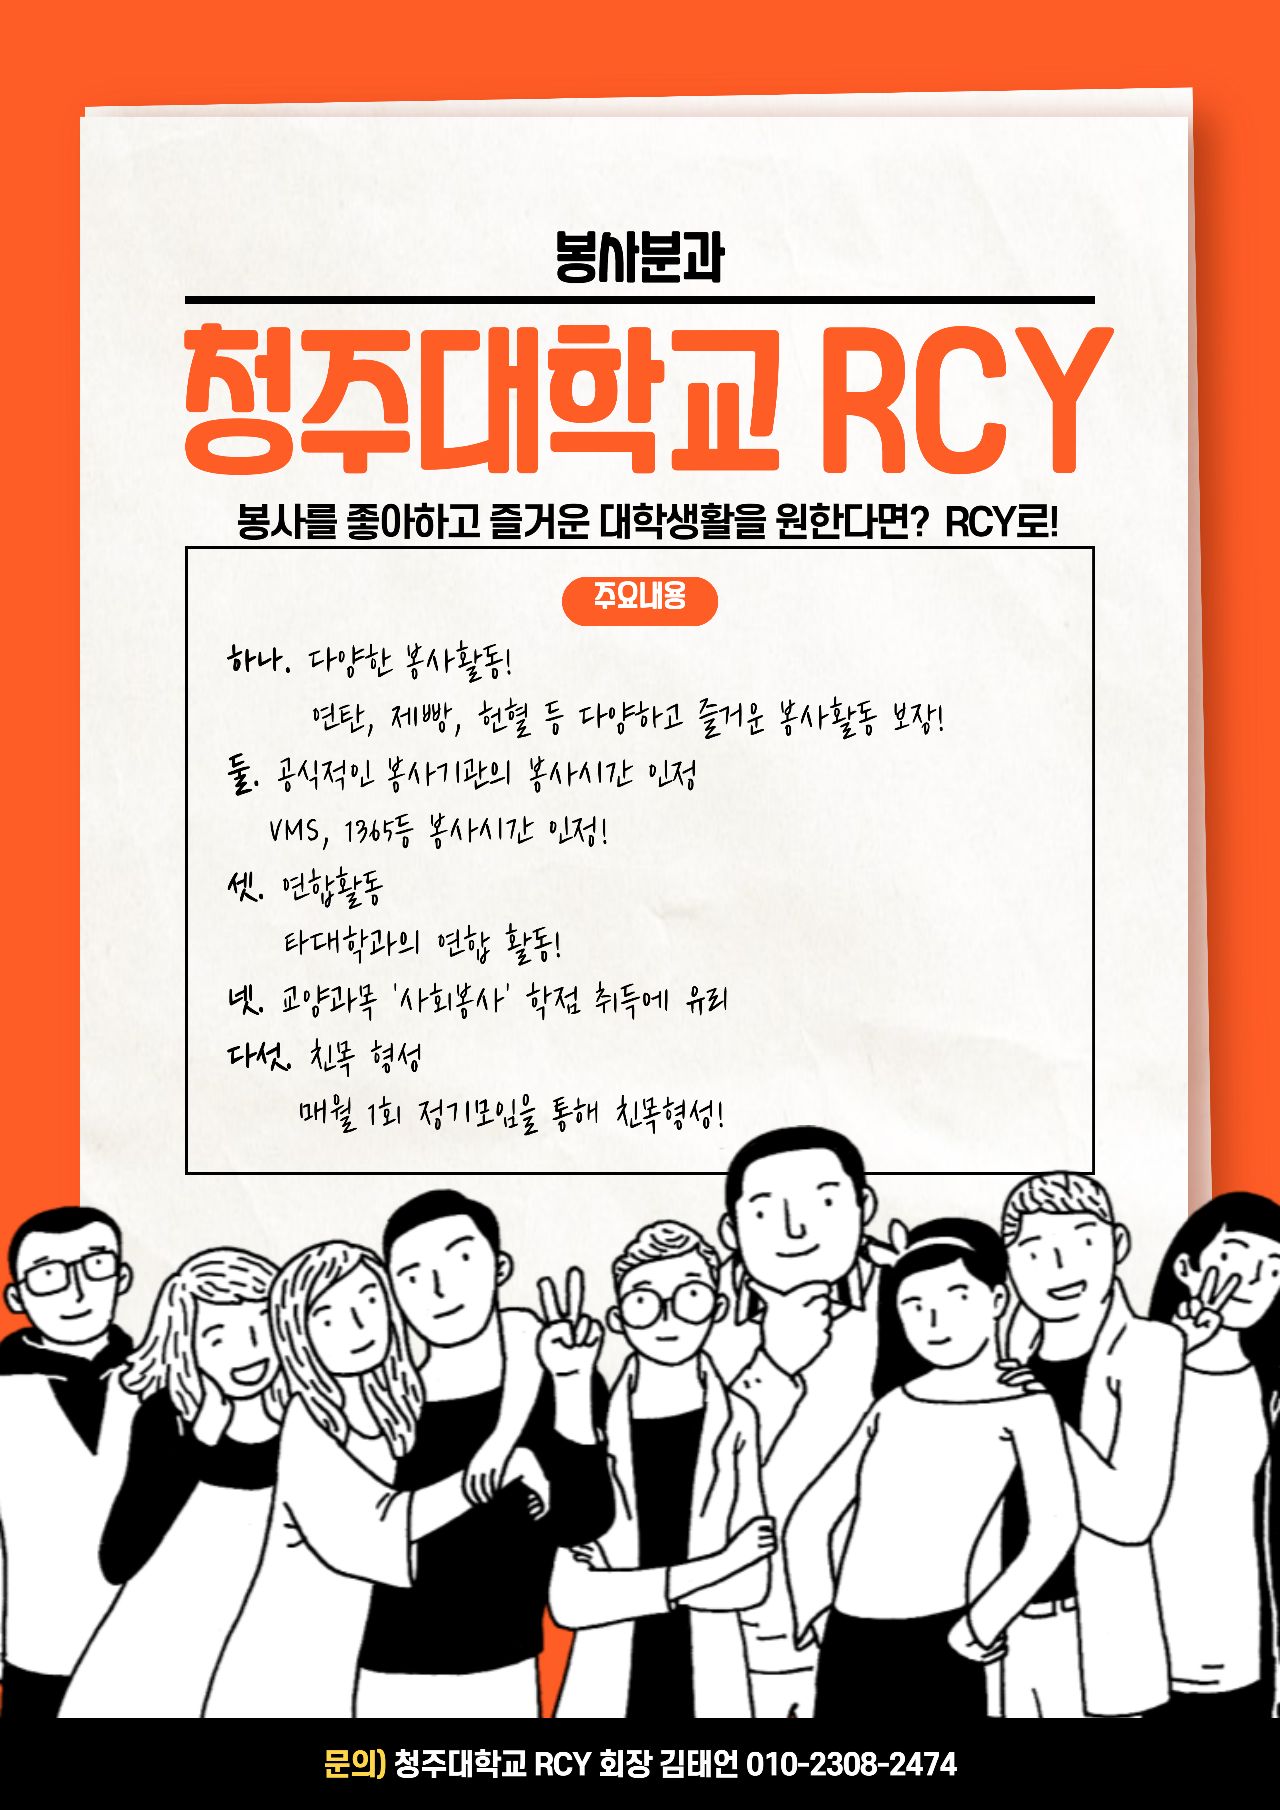 봉사분과
청주대학교 RCY
봉사를 좋아하고 즐거운 대학생활을 원한다면? RCY로!
주요내용
하나. 다양한 봉사활동!
연탄, 제빵, 헌혈 등 다양하고 즐거운 봉사활동 보장!
둘. 공식적인 봉사기관의 봉사시간 인정
VMS, 1365등 봉사시간 인정!
셋. 연합활동
타대학과의 연합 활동!
넷. 교양과목 '사회봉사' 학점 취득에 유리
다섯. 친목 형성
매월 1회 정기모임을 통해 친목형성!
문의) 청주대학교 RCY 회장 김태언 010-2308-2474